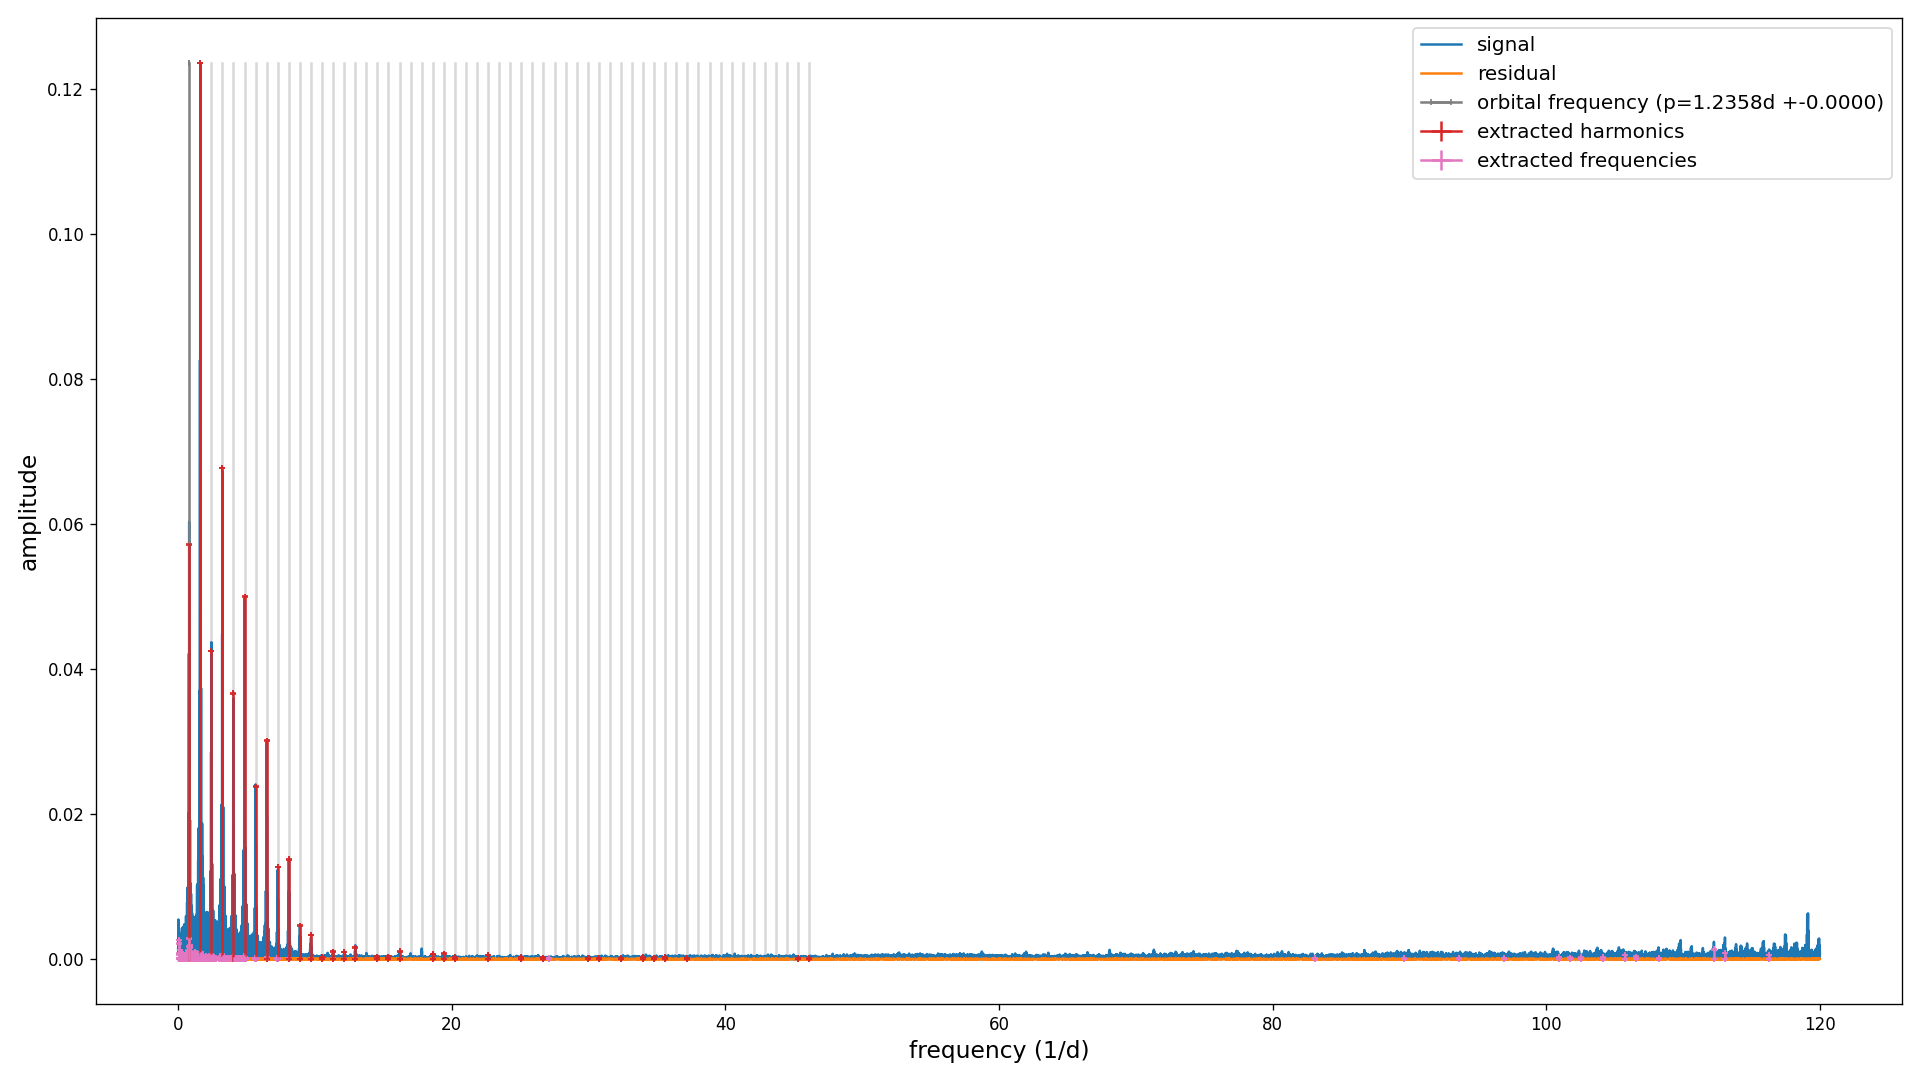 signal
residual
orbital frequency (p=1.2358d +-0.0000)
extracted harmonics
extracted frequencies
0.12
0.10
0.08
0.06
0.04
0.02
0.00
amplitude
0 20 40 60 80 100 120
frequency (1/d)